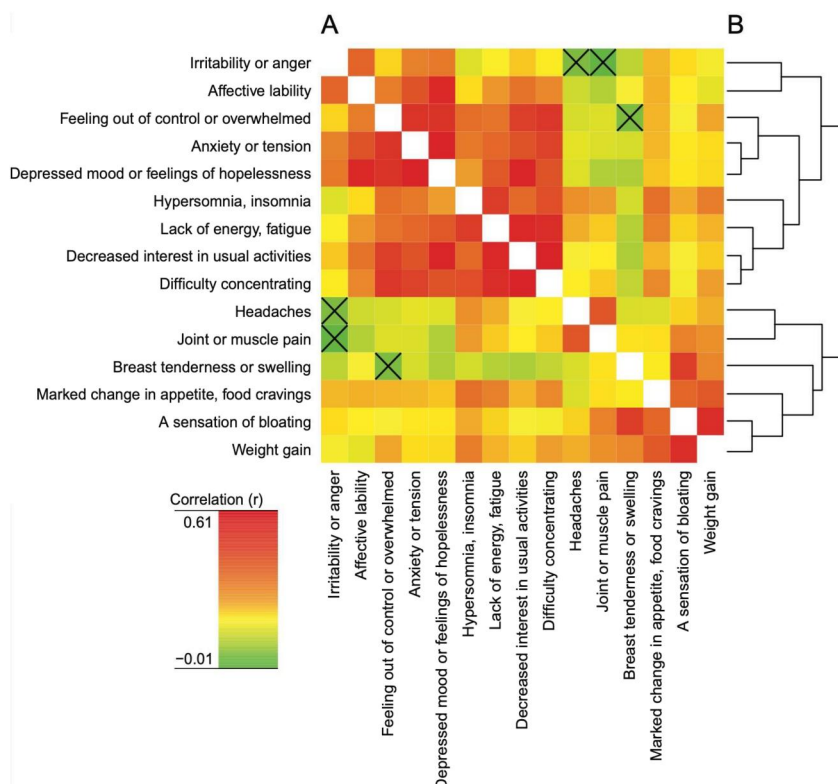 A
B
Irritability or anger
Affective lability
Feeling out of control or overwhelmed
Anxiety or tension
Depressed mood or feelings of hopelessness
Hypersomnia, insomnia
Lack of energy, fatigue
Decreased interest in usual activities
Difficulty concentrating
Headaches
Joint or muscle pain
Breast tenderness or swelling
Marked change in appetite, food cravings
A sensation of bloating
Weight gain
Correlation (r)
0.61
−0.01
Irritability or anger
Affective lability
Feeling out of control or overwhelmed
Anxiety or tension
Depressed mood or feelings of hopelessness
Hypersomnia, insomnia
Lack of energy, fatigue
Decreased interest in usual activities
Difficulty concentrating
Headaches
Joint or muscle pain
Breast tenderness or swelling
Marked change in appetite, food cravings
A sensation of bloating
Weight gain